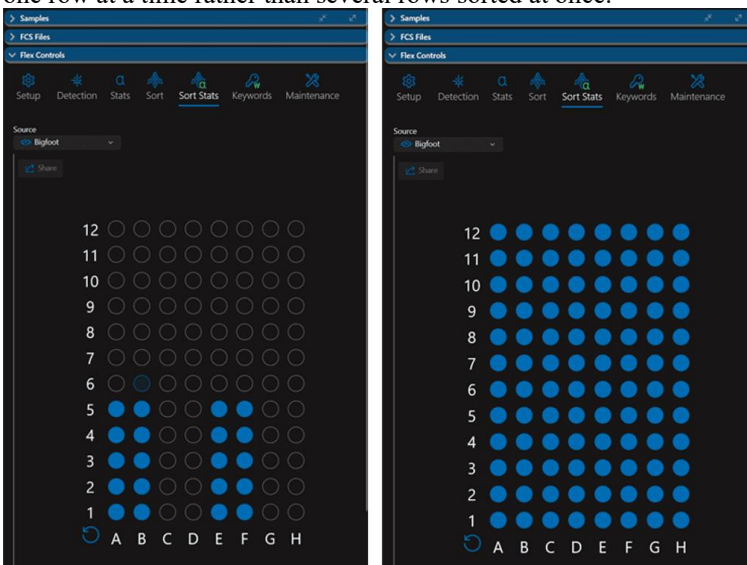 one row at a time rather than several rows sorted at once.
Samples
FCS Files
Flex Controls
Setup Detection Stats Sort Sort Stats Keywords Maintenance
Source
Bigfoot
Share
12
11
10
9
8
7
6
5
4
3
2
1
A B C D E F G H
Samples
FCS Files
Flex Controls
Setup Detection Stats Sort Sort Stats Keywords Maintenance
Source
Bigfoot
Share
12
11
10
9
8
7
6
5
4
3
2
1
A B C D E F G H